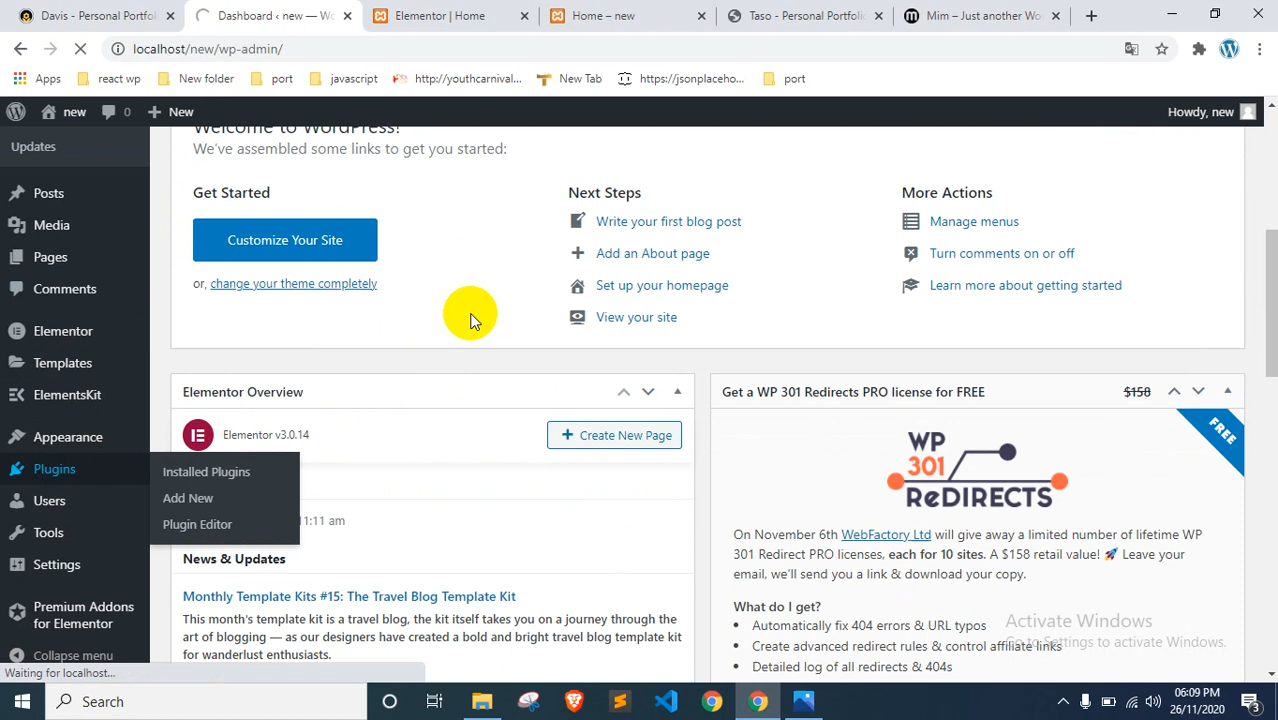 Davis - Personal Portfol
Dashboard ‹ new — Wo
Elementor | Home
Home – new
Taso - Personal Portfolio
Mim – Just another Wo
localhost/new/wp-admin/
Apps
react wp
New folder
port
javascript
http://youthcarnival...
New Tab
https://jsonplaceho...
port
new
0
New
Howdy, new
Updates
Posts
Media
Pages
Comments
Elementor
Templates
ElementsKit
Appearance
Plugins
Users
Tools
Settings
Premium Addons
for Elementor
Collapse menu
Installed Plugins
Add New
Plugin Editor
Welcome to WordPress!
We've assembled some links to get you started:
Get Started
Customize Your Site
or, change your theme completely
Next Steps
Write your first blog post
Add an About page
Set up your homepage
View your site
More Actions
Manage menus
Turn comments on or off
Learn more about getting started
Elementor Overview
Elementor v3.0.14
Create New Page
11:11 am
News & Updates
Monthly Template Kits #15: The Travel Blog Template Kit
This month's template kit is a travel blog, the kit itself takes you on a journey through the
art of blogging — as our designers have created a bold and bright travel blog template kit
for wanderlust enthusiasts.
Get a WP 301 Redirects PRO license for FREE
$158
FREE
WP
301
ReDIRECTS
On November 6th WebFactory Ltd will give away a limited number of lifetime WP
301 Redirect PRO licenses, each for 10 sites. A $158 retail value! 🚀 Leave your
email, we'll send you a link & download your copy.
What do I get?
Automatically fix 404 errors & URL typos
Create advanced redirect rules & control affiliate links
Detailed log of all redirects & 404s
Activate Windows
Go to Settings to activate Windows.
Waiting for localhost...
Search
06:09 PM
26/11/2020
3